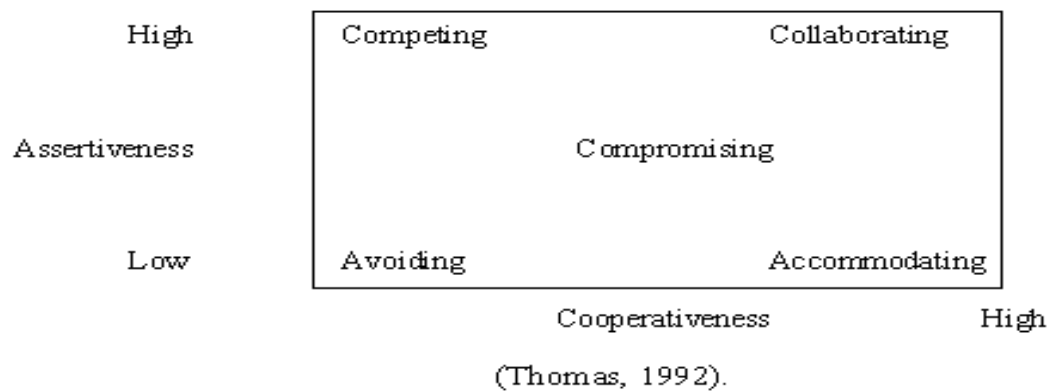 High Competing Collaborating
Assertiveness Compromising
Low Avoiding Accommodating
Cooperativeness High
(Thomas, 1992).